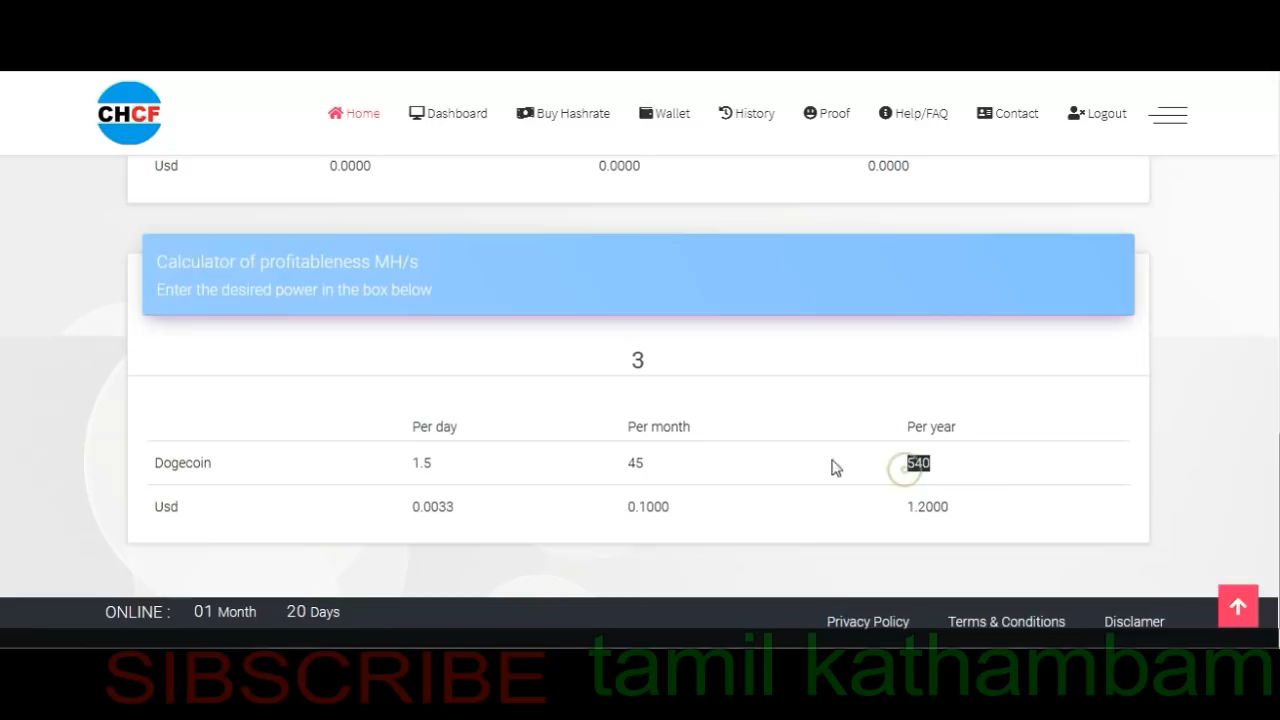 CHCF
Home Dashboard Buy Hashrate Wallet History Proof Help/FAQ Contact Logout
Usd 0.0000 0.0000 0.0000
Calculator of profitableness MH/s
Enter the desired power in the box below
3
Per day Per month Per year
Dogecoin 1.5 45 540
Usd 0.0033 0.1000 1.2000
ONLINE : 01 Month 20 Days
Privacy Policy Terms & Conditions Disclamer
SIBSCRIBE tamil kathambam